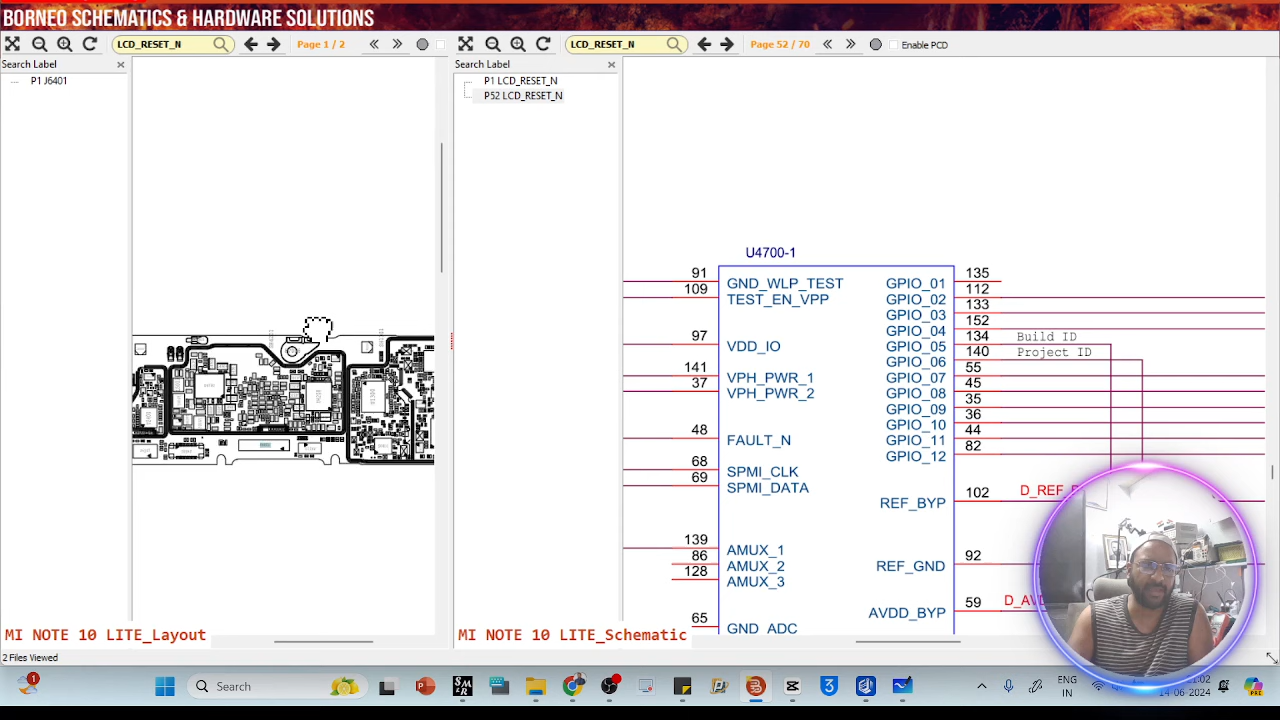 BORNEO SCHEMATICS & HARDWARE SOLUTIONS
LCD_RESET_N
Page 1 / 2
LCD_RESET_N
Page 52 / 70
Enable PCD
Search Label
Search Label
P1 J6401
P1 LCD_RESET_N
P52 LCD_RESET_N
U4700-1
91
GND_WLP_TEST
109
TEST_EN_VPP
97
VDD_IO
141
VPH_PWR_1
37
VPH_PWR_2
48
FAULT_N
68
SPMI_CLK
69
SPMI_DATA
139
AMUX_1
86
AMUX_2
128
AMUX_3
65
GND_ADC
GPIO_01
135
GPIO_02
112
GPIO_03
133
GPIO_04
152
GPIO_05
134
Build ID
GPIO_06
140
Project ID
GPIO_07
55
GPIO_08
45
GPIO_09
35
GPIO_10
36
GPIO_11
44
GPIO_12
82
REF_BYP
102
REF_GND
92
AVDD_BYP
59
MI NOTE 10 LITE_Layout
MI NOTE 10 LITE_Schematic
2 Files Viewed
1
Search
ENG
IN
14-06-2024